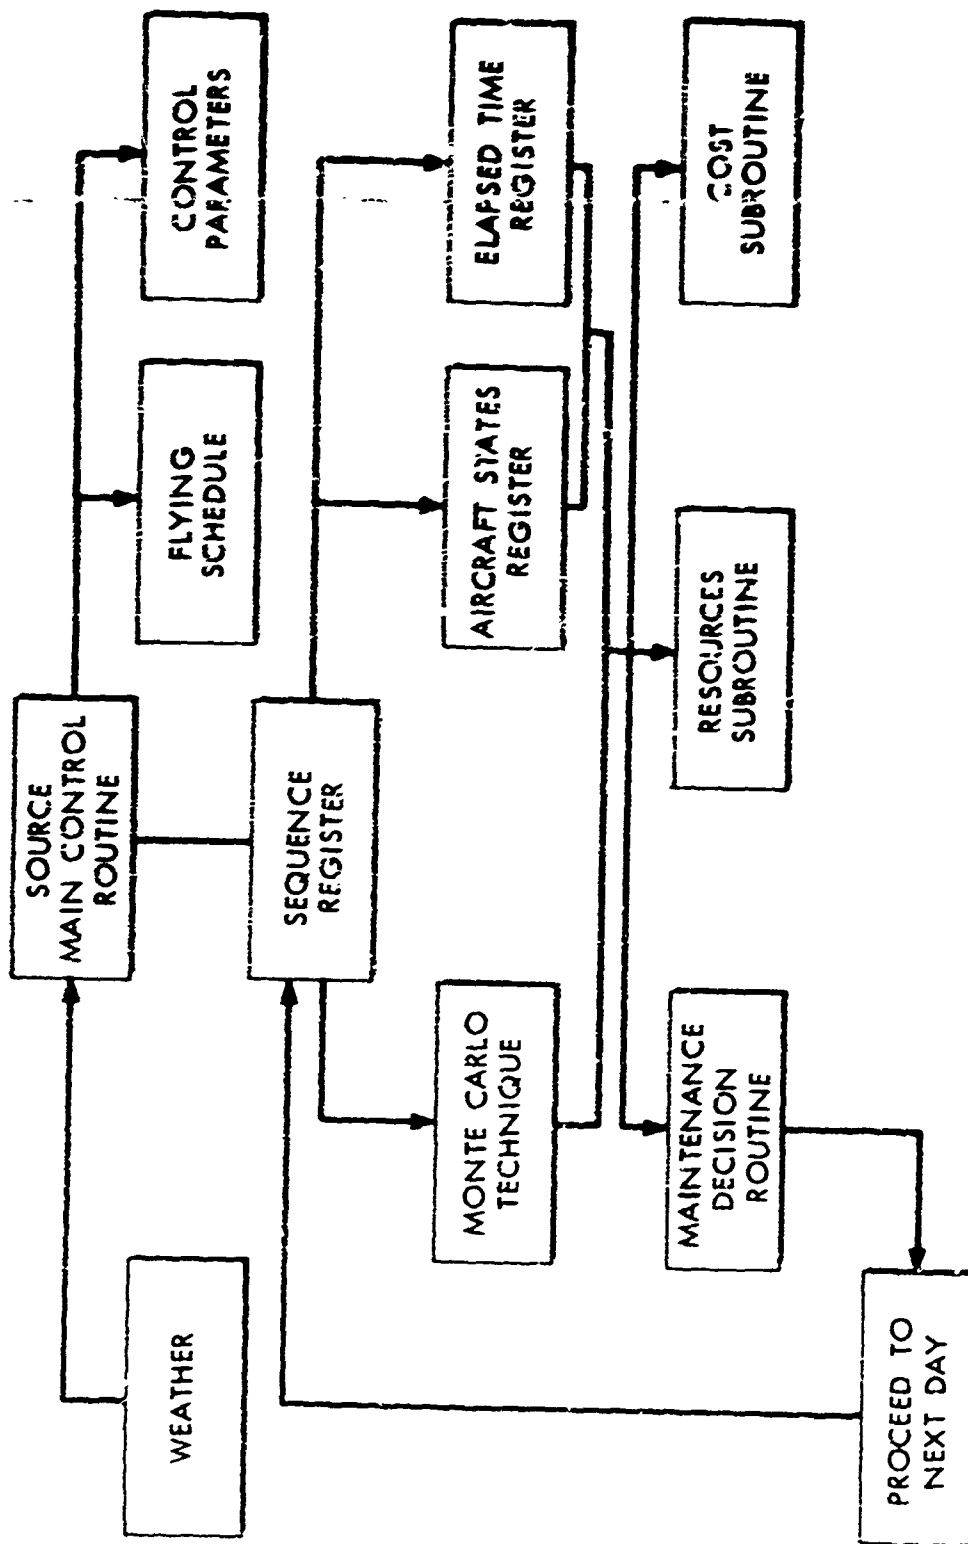 SOURCE
MAIN CONTROL
ROUTINE
CONTROL
PARAMETERS
FLYING
SCHEDULE
WEATHER
SEQUENCE
REGISTER
ELAPSED TIME
REGISTER
AIRCRAFT STATES
REGISTER
MONTE CARLO
TECHNIQUE
COST
SUBROUTINE
RESOURCES
SUBROUTINE
MAINTENANCE
DECISION
ROUTINE
PROCEED TO
NEXT DAY